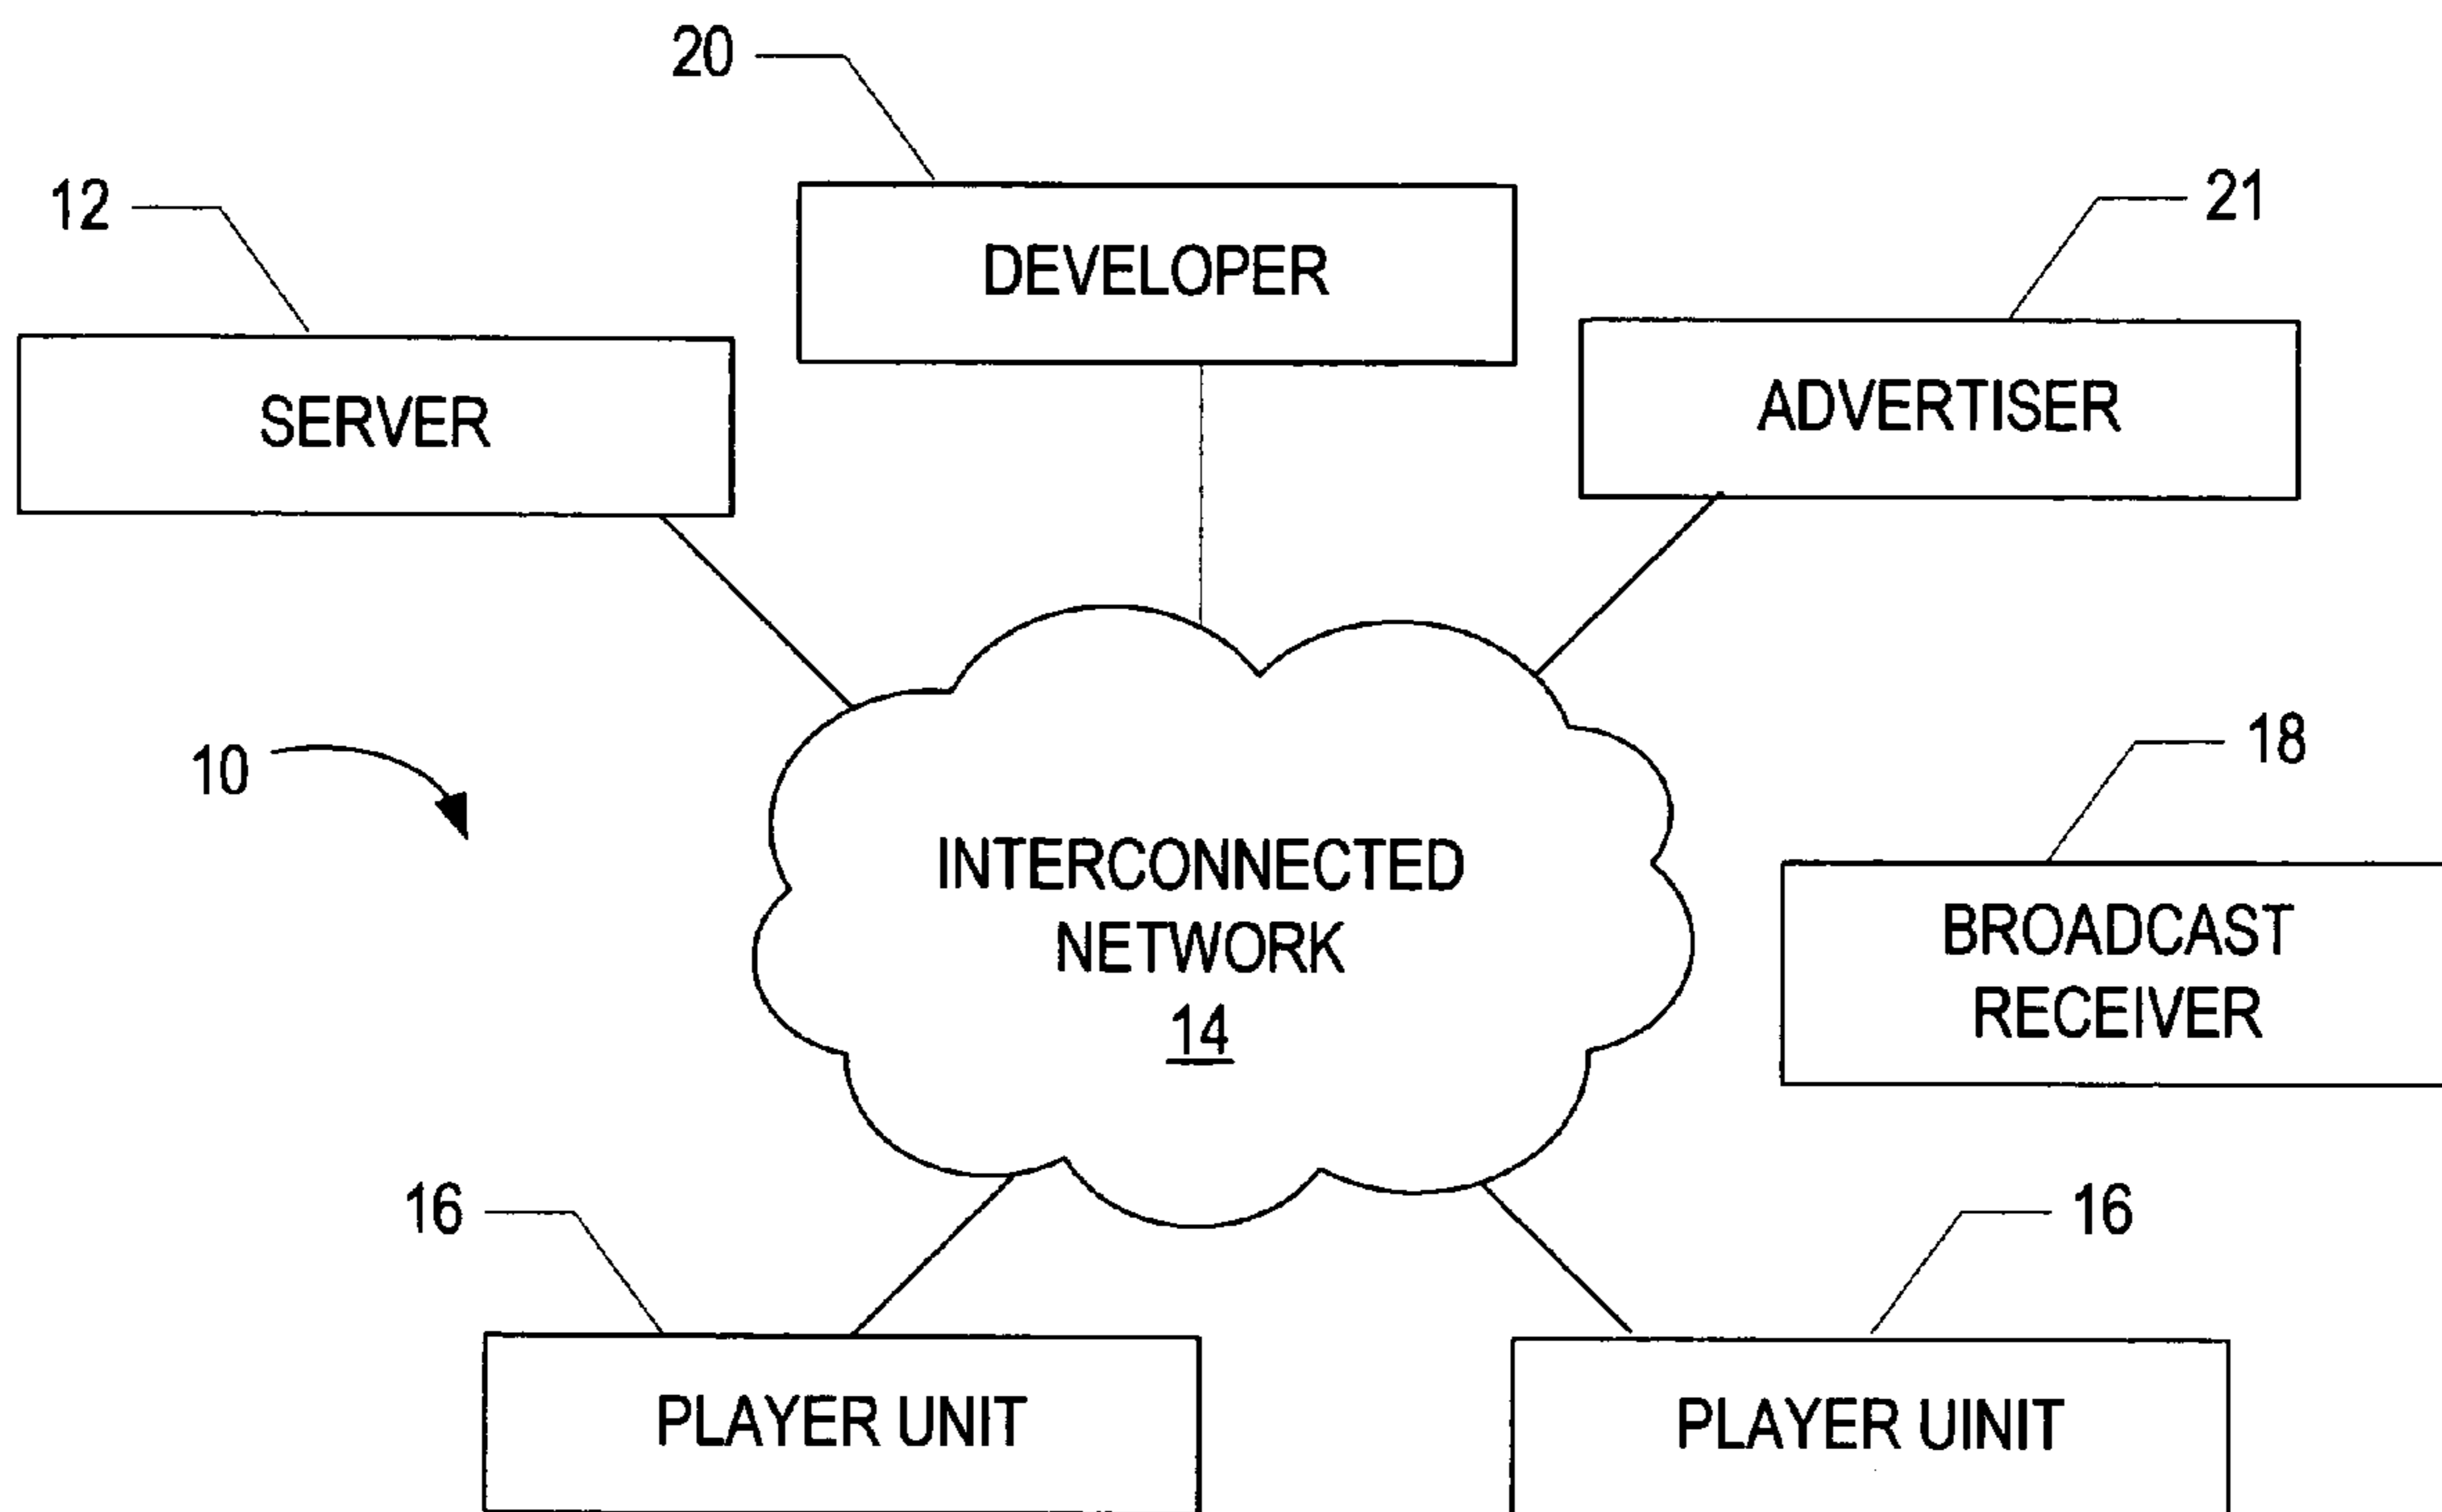 20
12
DEVELOPER
21
SERVER
ADVERTISER
10
18
INTERCONNECTED
NETWORK
14
BROADCAST
RECEIVER
16
16
PLAYER UNIT
PLAYER UINIT